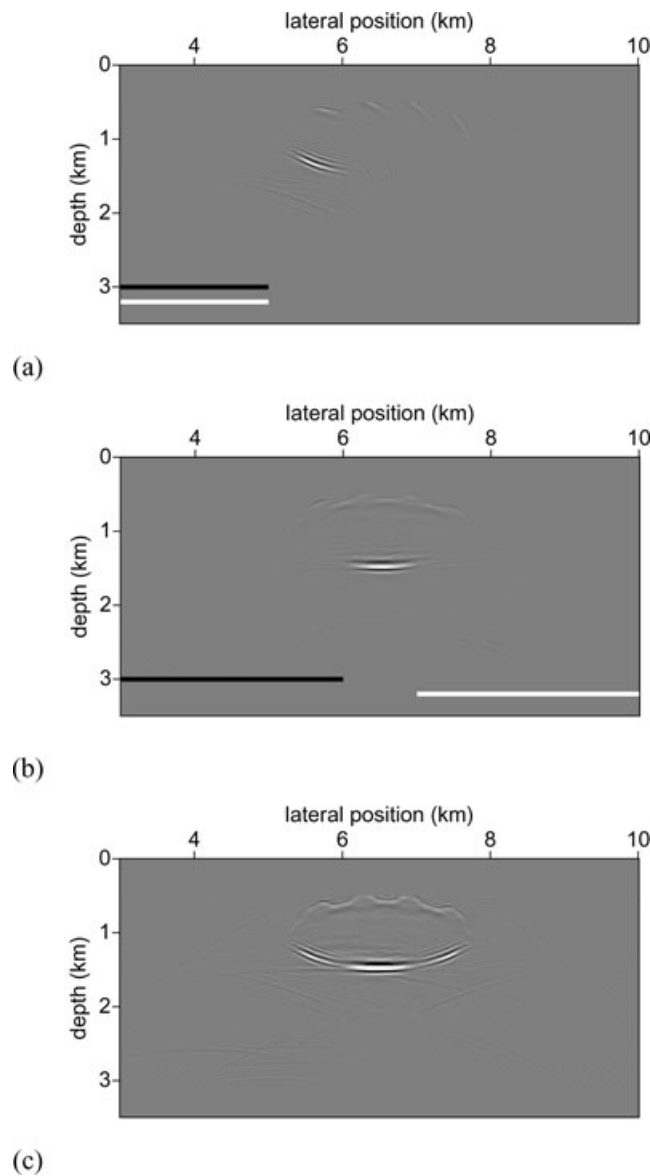 lateral position (km)
4 6 8 10
0
1
2
3
depth (km)
(a)
lateral position (km)
4 6 8 10
0
1
2
3
depth (km)
(b)
lateral position (km)
4 6 8 10
0
1
2
3
depth (km)
(c)